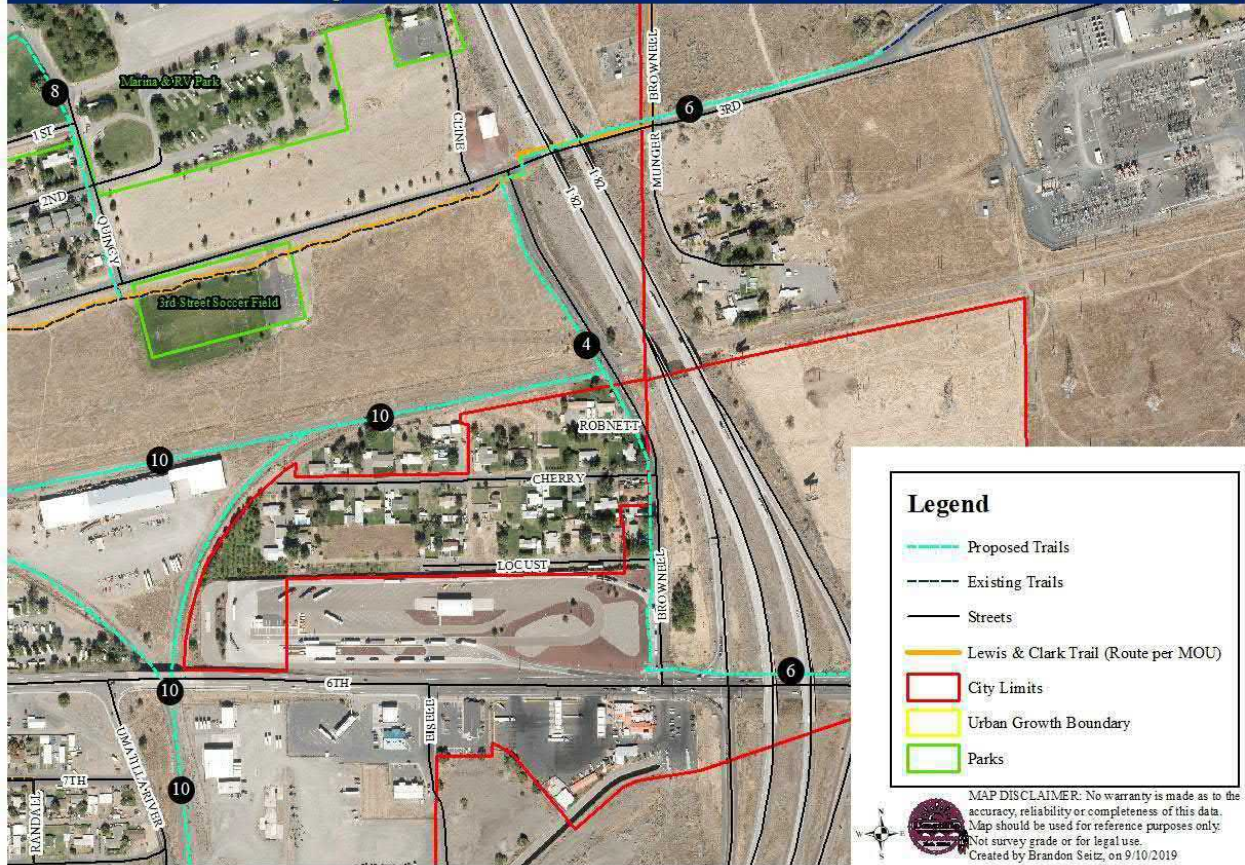 8
Marina & RV Park
1ST
2ND
QUINCY
CLINE
BROWNELL
6
3RD
MUNGER
BROWNELL
I-82
I-82
3rd Street Soccer Field
4
10
10
ROBNETT
CHERRY
LOCUST
BROWNELL
6TH
6
10
10
EISELE
UMATILLA RIVER
7TH
RANDALL
Legend
Proposed Trails
Existing Trails
Streets
Lewis & Clark Trail (Route per MOU)
City Limits
Urban Growth Boundary
Parks
N
W
E
S
MAP DISCLAIMER: No warranty is made as to the
accuracy, reliability or completeness of this data.
Map should be used for reference purposes only.
Not survey grade or for legal use.
Created by Brandon Seitz, on 9/10/2019